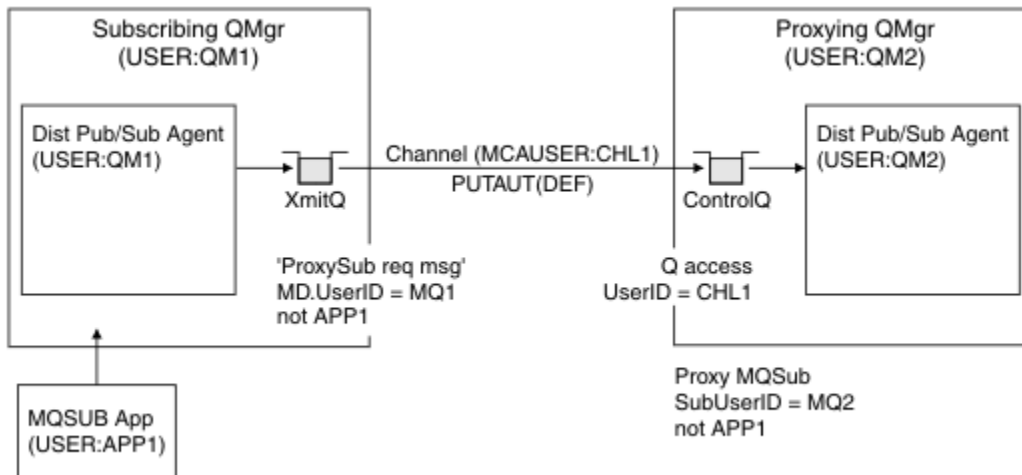 Subscribing QMgr
(USER:QM1)
Dist Pub/Sub Agent
(USER:QM1)
XmitQ
'ProxySub req msg'
MD.UserID = MQ1
not APP1
MQSUB App
(USER:APP1)
Channel (MCAUSER:CHL1)
PUTAUT(DEF)
Proxying QMgr
(USER:QM2)
ControlQ
Dist Pub/Sub Agent
(USER:QM2)
Q access
UserID = CHL1
Proxy MQSub
SubUserID = MQ2
not APP1